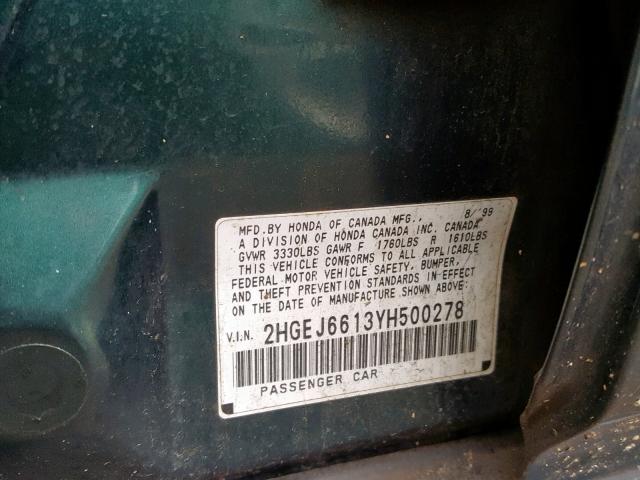 MFD.BY HONDA OF CANADA MFG., 8/'99
A DIVISION OF HONDA CANADA INC. CANADA
GVWR 3330LBS GAWR F 1760LBS R 1610LBS
THIS VEHICLE CONFORMS TO ALL APPLICABLE
FEDERAL MOTOR VEHICLE SAFETY, BUMPER,
AND THEFT PREVENTION STANDARDS IN EFFECT
ON THE DATE OF MANUFACTURE SHOWN ABOVE:
V.I.N. 2HGEJ6613YH500278
PASSENGER CAR